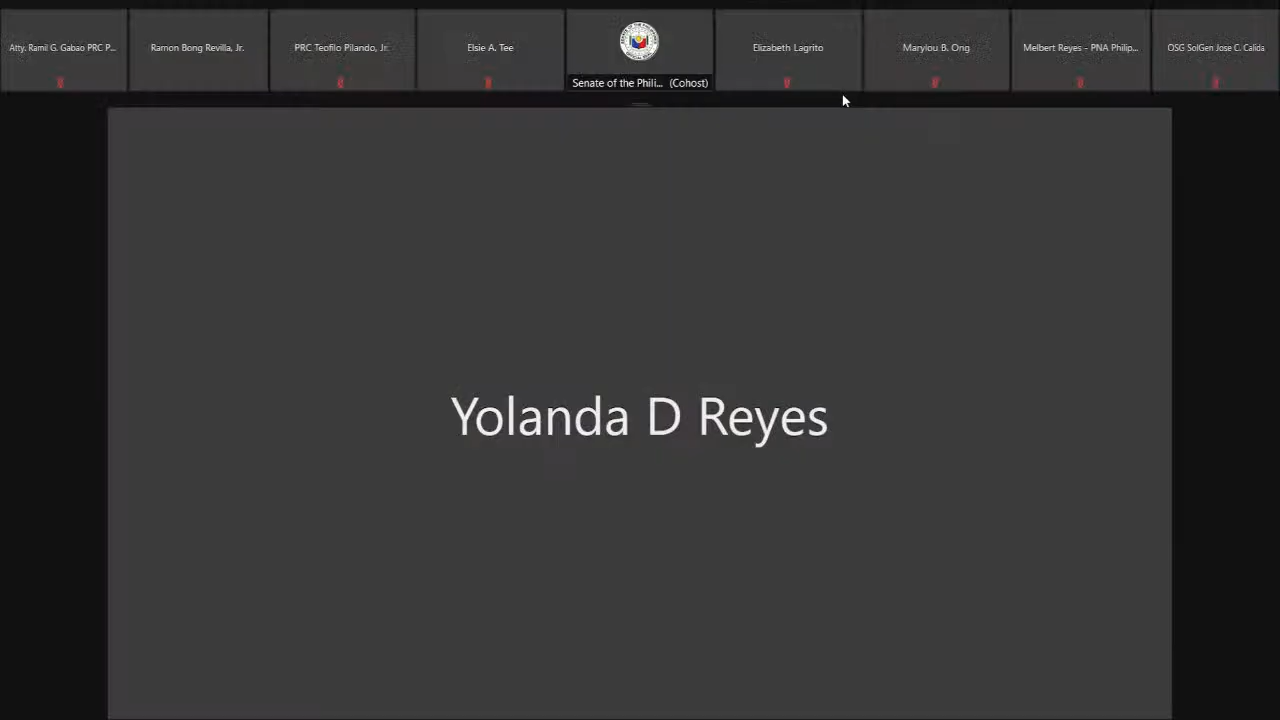 Atty. Ramil G. Gabao PRC P...
Ramon Bong Revilla, Jr.
PRC Teofilo Pilando, Jr.
Elsie A. Tee
Senate of the Phili... (Cohost)
Elizabeth Lagrito
Marylou B. Ong
Melbert Reyes - PNA Philip...
OSG SolGen Jose C. Calida
Yolanda D Reyes